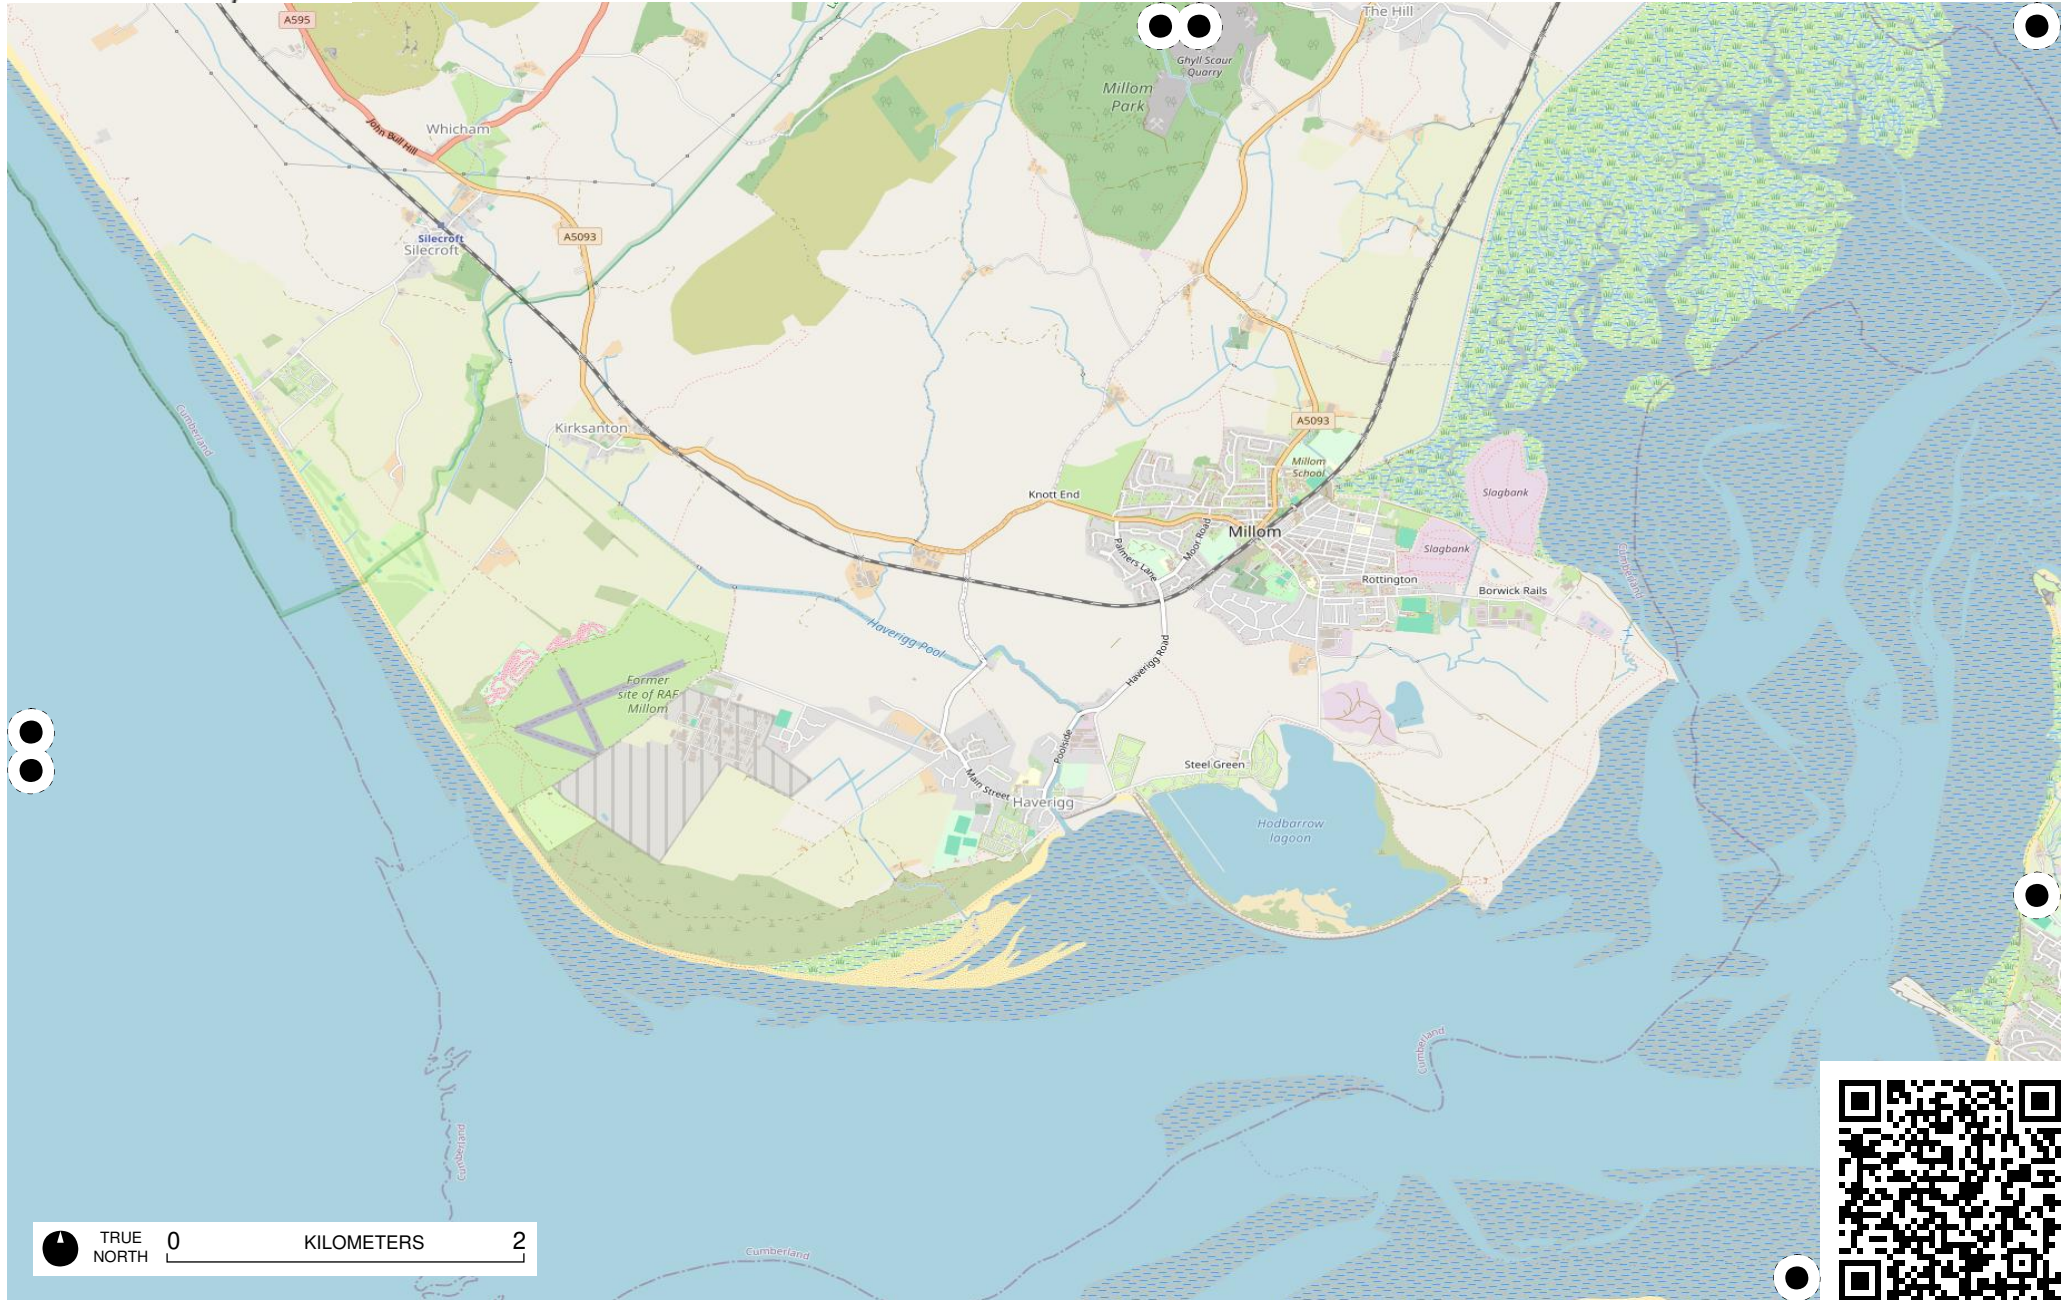 A595
The Hill
Ghyll Scaur
Quarry
Millom
Park
John Bull Hill
Whicham
Silecroft
Silecroft
A5093
Cumberland
Kirksanton
A5093
Millom
School
Knott End
Slagbank
Moor Road
Millom
Palmers Lane
Slagbank
Rottington
Borwick Rails
Cumberland
Haverigg Pool
Haverigg Road
Former
site of RAF
Millom
Poolside
Steel Green
Main Street
Haverigg
Hodbarrow
lagoon
Cumberland
Cumberland
Cumberland
TRUE
NORTH
0 KILOMETERS 2